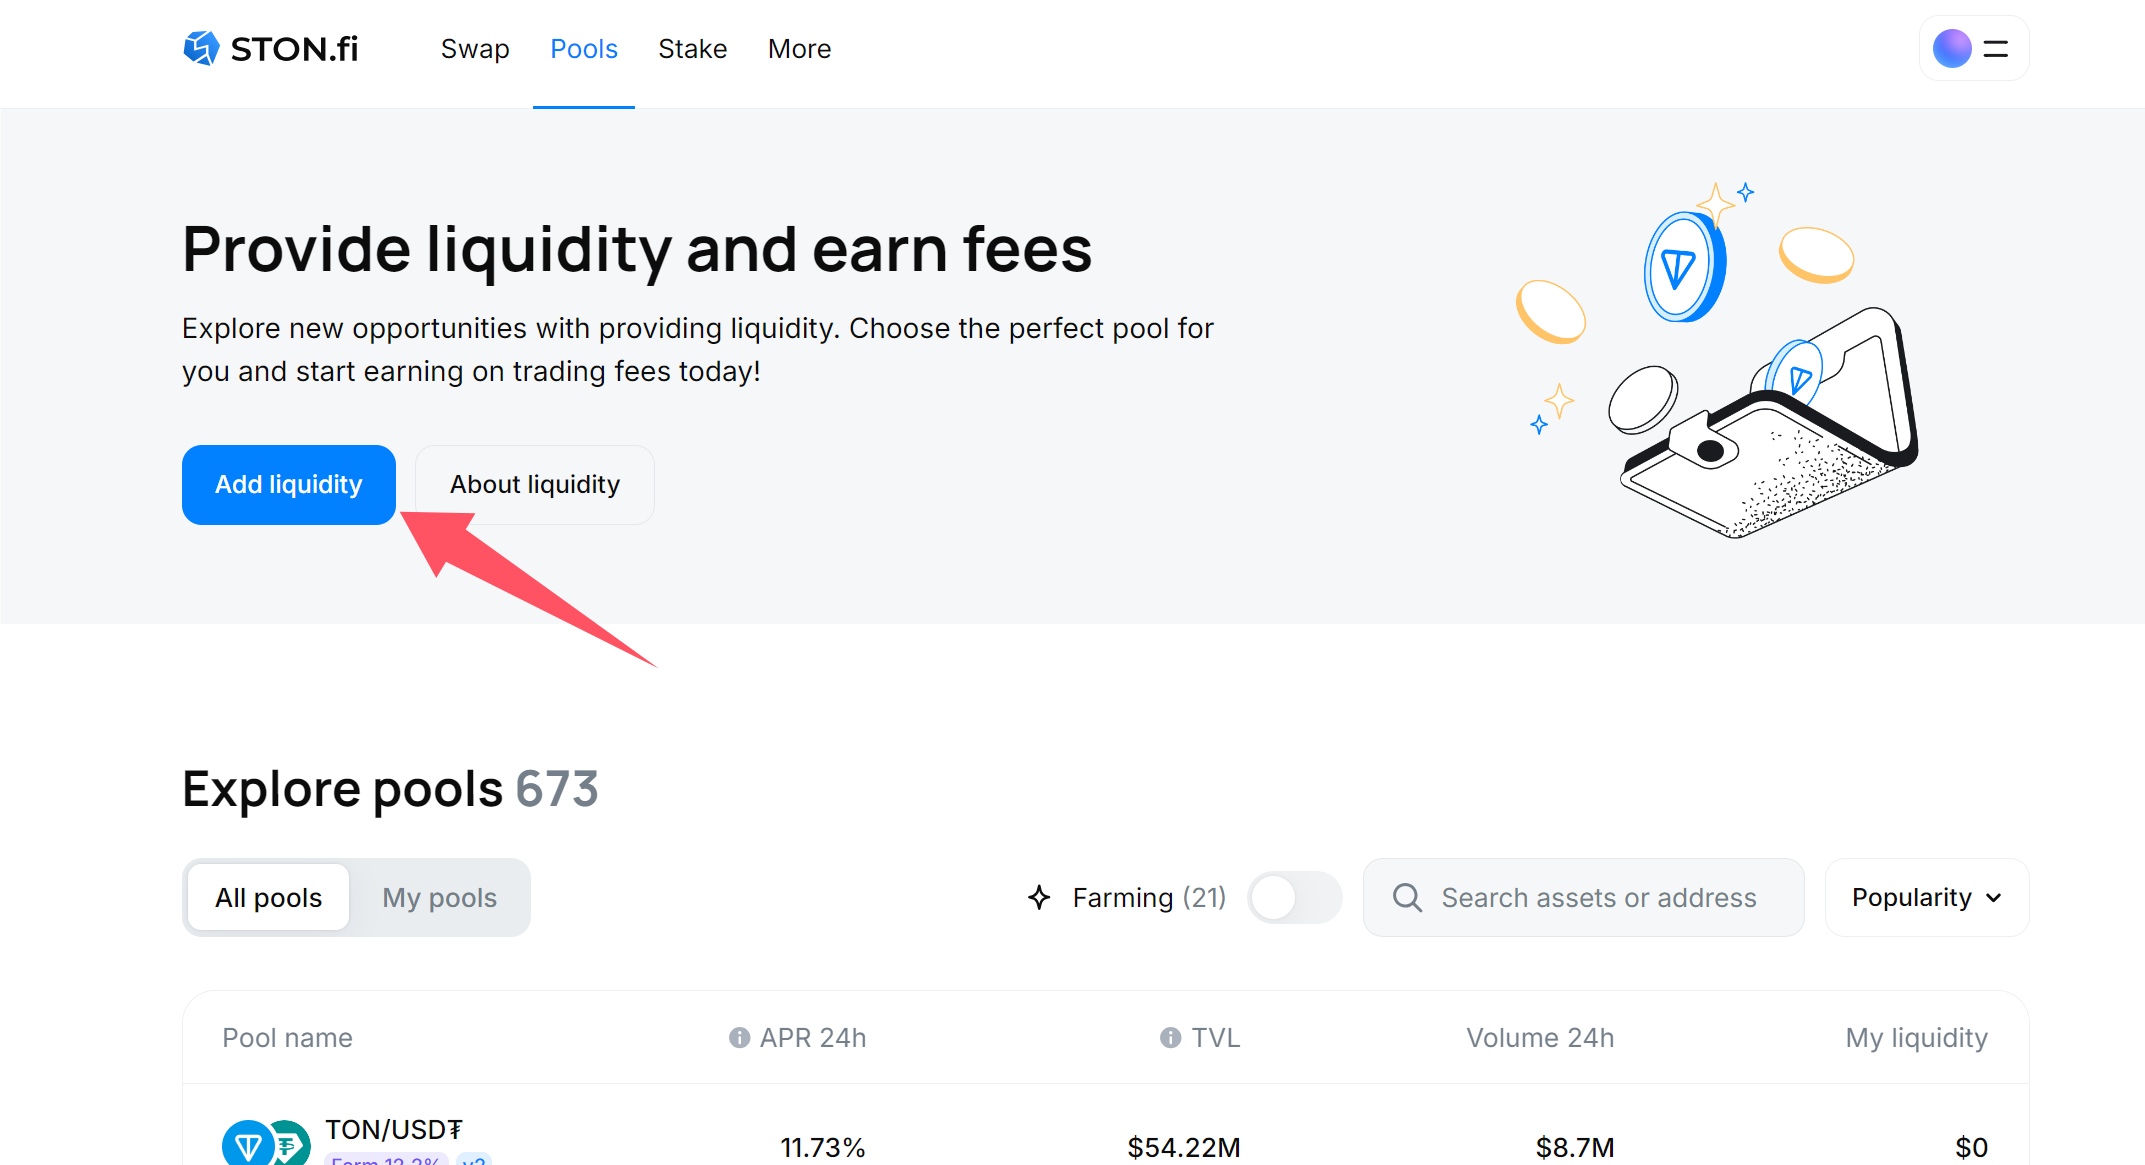 STON.fi
Swap
Pools
Stake
More
Provide liquidity and earn fees
Explore new opportunities with providing liquidity. Choose the perfect pool for
you and start earning on trading fees today!
Add liquidity
About liquidity
Explore pools 673
All pools
My pools
Farming (21)
Search assets or address
Popularity
Pool name
APR 24h
TVL
Volume 24h
My liquidity
TON/USD₮
11.73%
$54.22M
$8.7M
$0